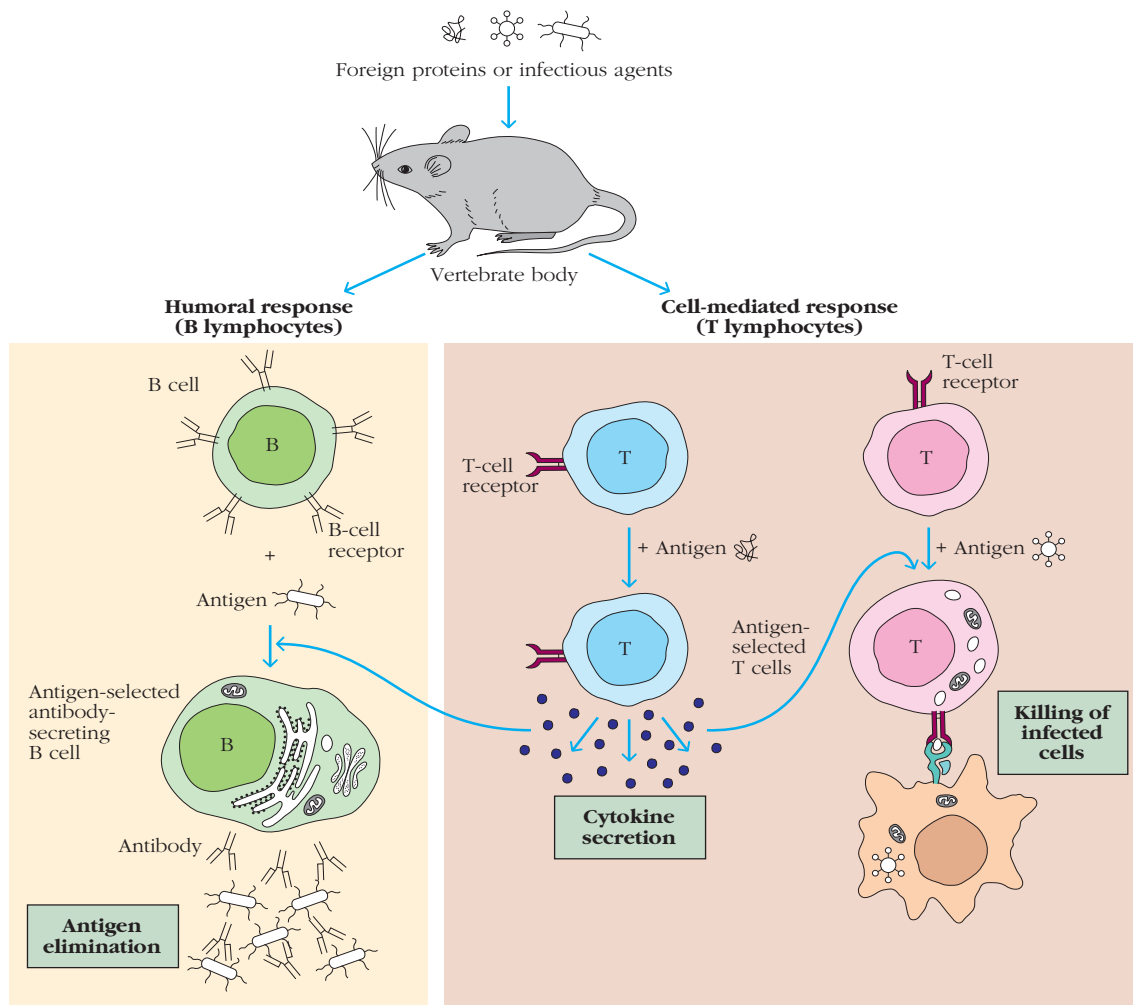 Foreign proteins or infectious agents
Vertebrate body
Humoral response
(B lymphocytes)
B cell
B
B-cell
receptor
+
Antigen
Antigen-selected
antibody-
secreting
B cell
B
Antibody
Antigen
elimination
Cell-mediated response
(T lymphocytes)
T-cell
receptor
T
+ Antigen
T
Cytokine
secretion
T-cell
receptor
T
+ Antigen
Antigen-
selected
T cells
T
Killing of
infected
cells